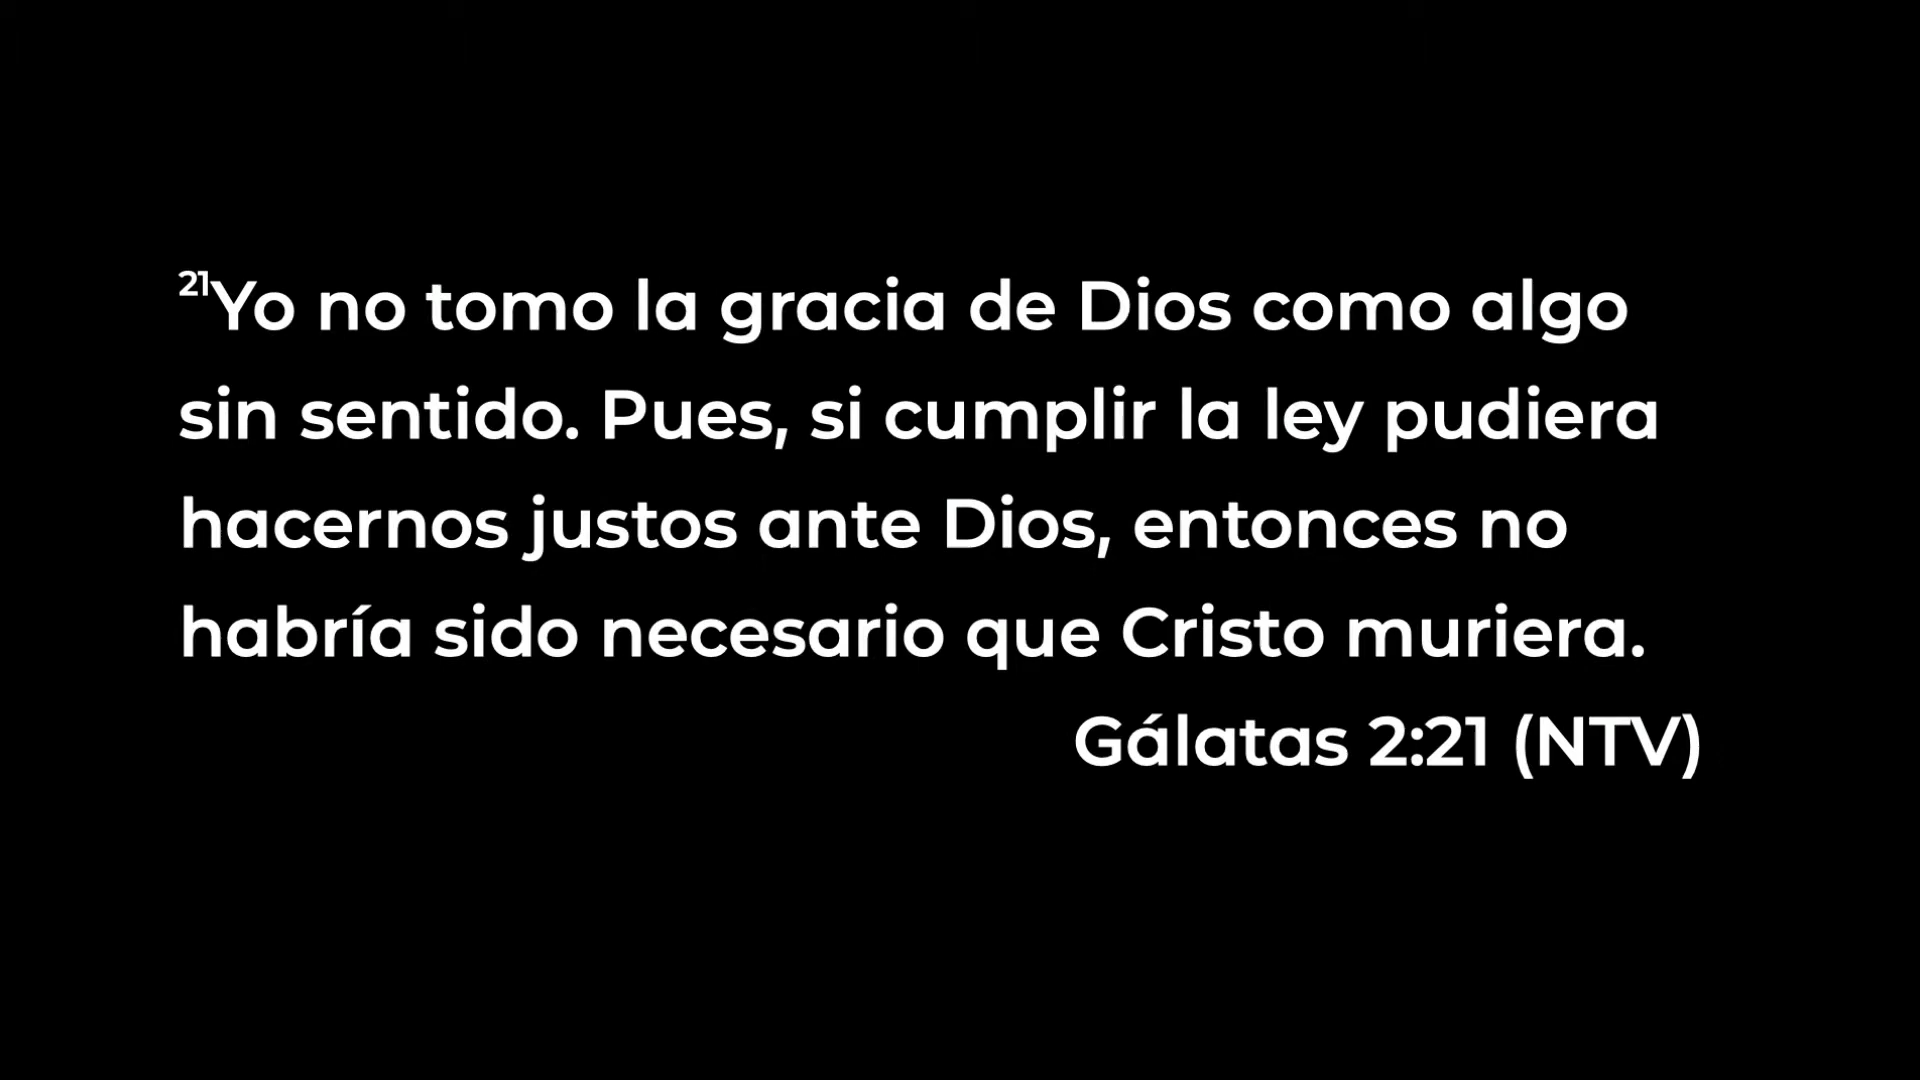 21Yo no tomo la gracia de Dios como algo
sin sentido. Pues, si cumplir la ley pudiera
hacernos justos ante Dios, entonces no
habría sido necesario que Cristo muriera.
Gálatas 2:21 (NTV)